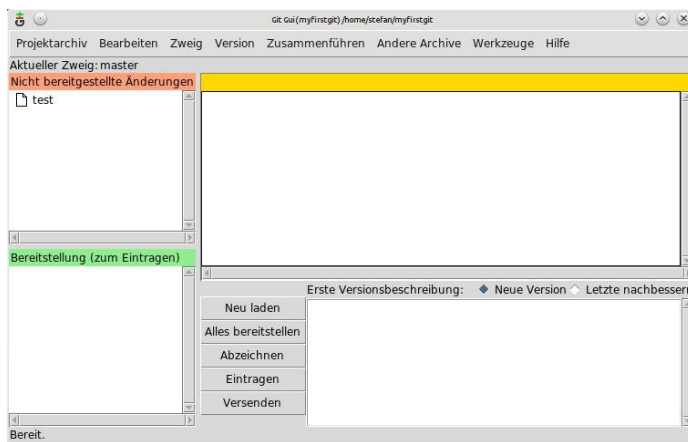 Git Gui (myfirstgit) /home/stefan/myfirstgit
Projektarchiv Bearbeiten Zweig Version Zusammenführen Andere Archive Werkzeuge Hilfe
Aktueller Zweig: master
Nicht bereitgestellte Änderungen
test
Bereitstellung (zum Eintragen)
Erste Versionsbeschreibung: Neue Version Letzte nachbessern
Neu laden
Alles bereitstellen
Abzeichnen
Eintragen
Versenden
Bereit.